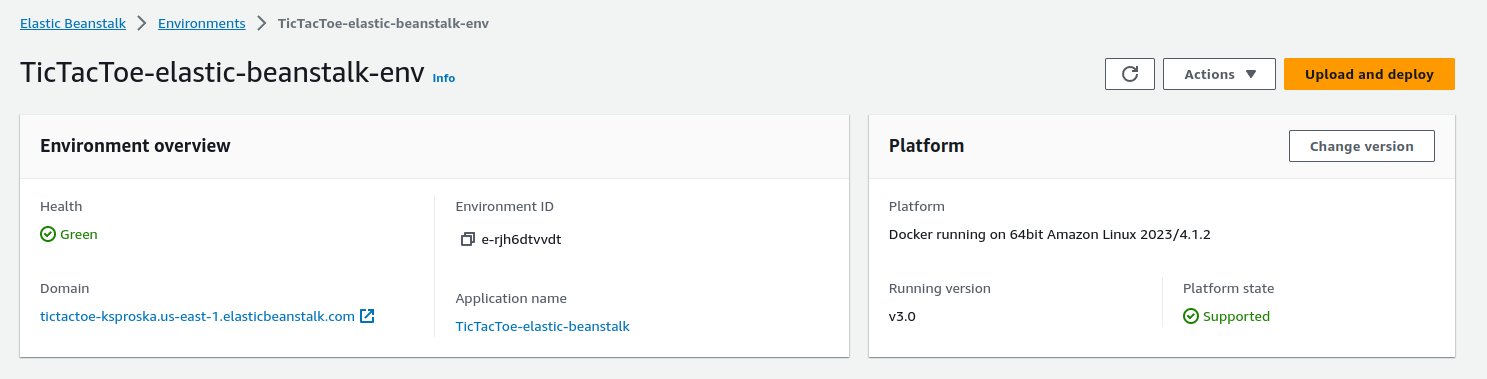 Elastic Beanstalk > Environments > TicTacToe-elastic-beanstalk-env
TicTacToe-elastic-beanstalk-env Info
Actions
Upload and deploy
Environment overview
Health
Green
Environment ID
e-rjh6dtvvdt
Domain
tictactoe-ksproska.us-east-1.elasticbeanstalk.com
Application name
TicTacToe-elastic-beanstalk
Platform
Change version
Platform
Docker running on 64bit Amazon Linux 2023/4.1.2
Running version
v3.0
Platform state
Supported